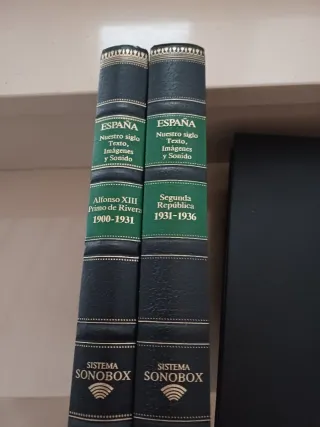 ESPAÑA
Nuestro siglo
Texto,
Imágenes
y Sonido
Alfonso XIII
Primo de Rivera
1900-1931
SISTEMA
SONOBOX
ESPAÑA
Nuestro siglo
Texto,
Imágenes
y Sonido
Segunda
República
1931-1936
SISTEMA
SONOBOX